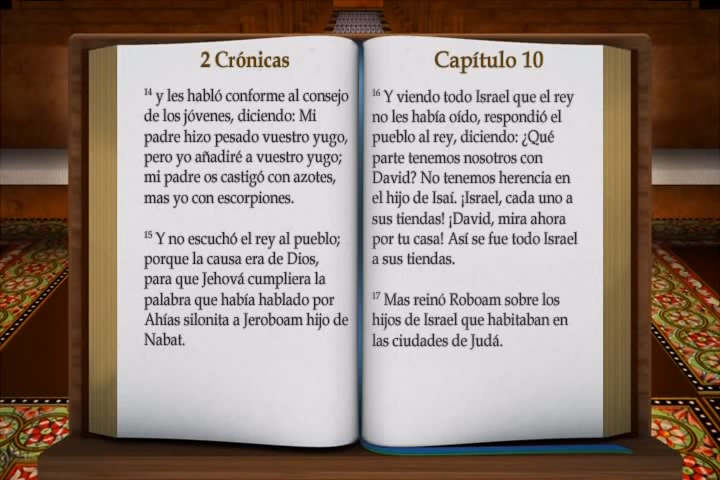 2 Crónicas
14 y les habló conforme al consejo
de los jóvenes, diciendo: Mi
padre hizo pesado vuestro yugo,
pero yo añadiré a vuestro yugo;
mi padre os castigó con azotes,
mas yo con escorpiones.
15 Y no escuchó el rey al pueblo;
porque la causa era de Dios,
para que Jehová cumpliera la
palabra que había hablado por
Ahías silonita a Jeroboam hijo de
Nabat.
Capítulo 10
16 Y viendo todo Israel que el rey
no les había oído, respondió el
pueblo al rey, diciendo: ¿Qué
parte tenemos nosotros con
David? No tenemos herencia en
el hijo de Isaí. ¡Israel, cada uno a
sus tiendas! ¡David, mira ahora
por tu casa! Así se fue todo Israel
a sus tiendas.
17 Mas reinó Roboam sobre los
hijos de Israel que habitaban en
las ciudades de Judá.